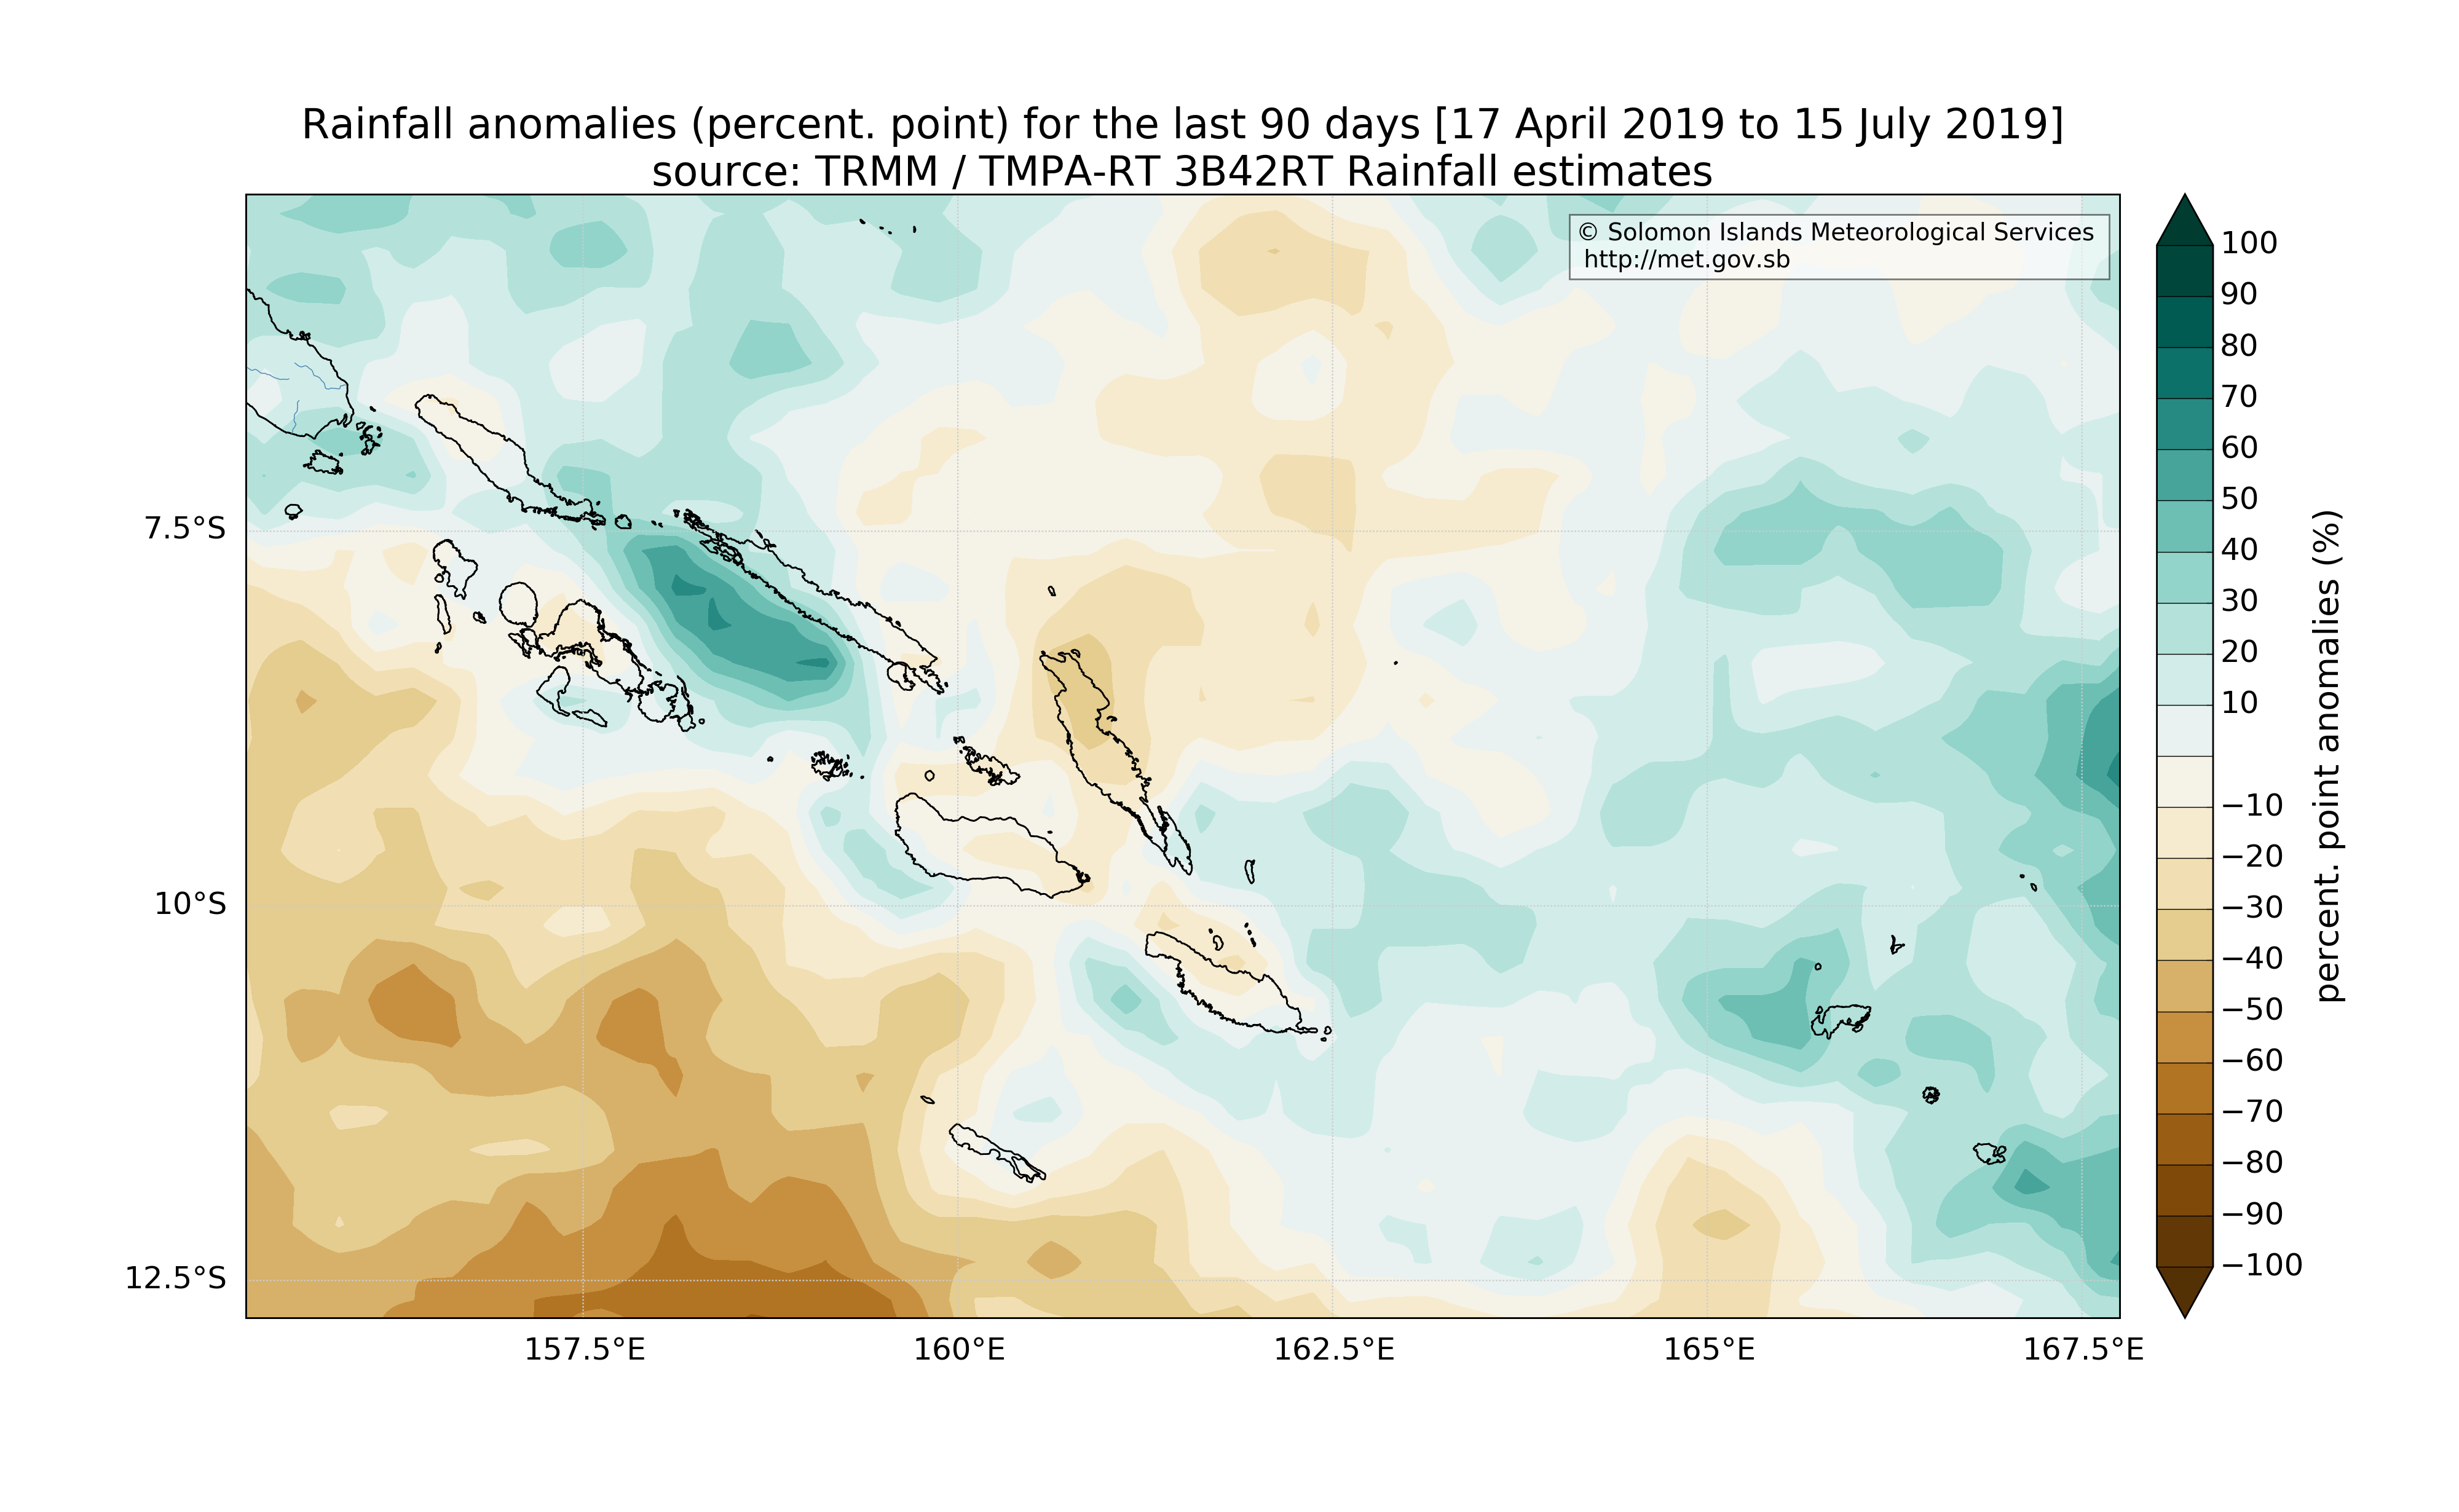 Rainfall anomalies (percent. point) for the last 90 days [17 April 2019 to 15 July 2019]
source: TRMM / TMPA-RT 3B42RT Rainfall estimates
© Solomon Islands Meteorological Services
http://met.gov.sb
7.5°S
10°S
12.5°S
157.5°E
160°E
162.5°E
165°E
167.5°E
100
90
80
70
60
50
40
30
20
10
−10
−20
−30
−40
−50
−60
−70
−80
−90
−100
percent. point anomalies (%)